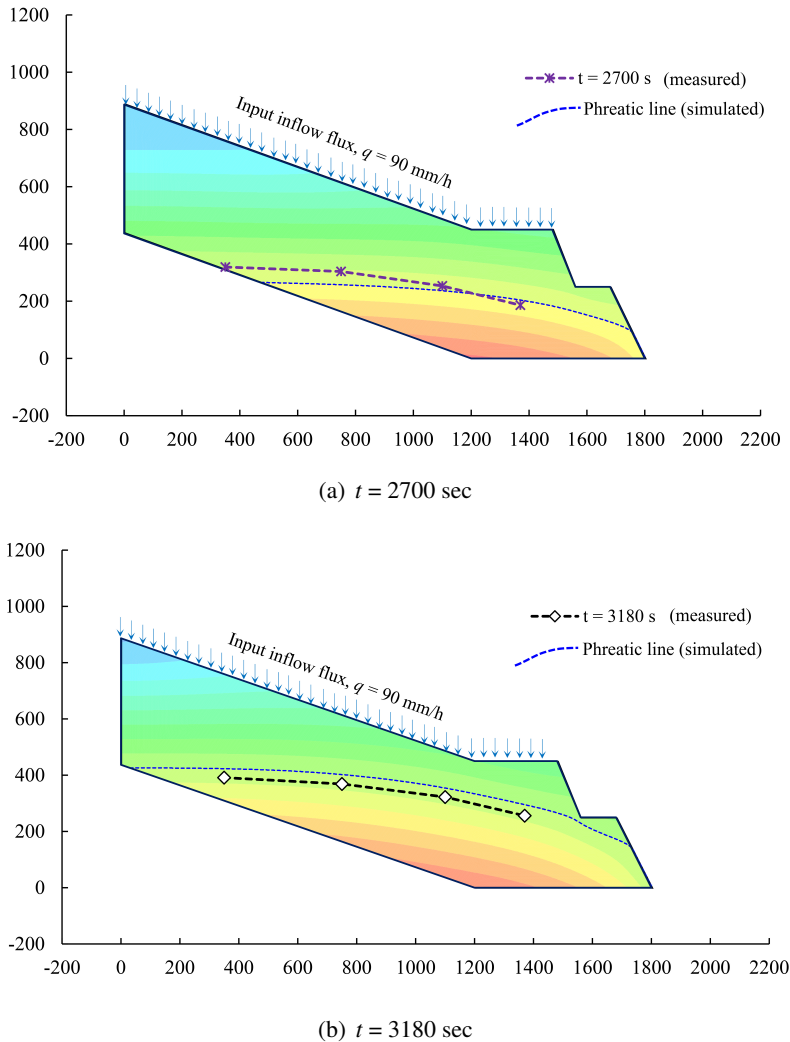 1200
1000
800
600
400
200
0
-200
-200 0 200 400 600 800 1000 1200 1400 1600 1800 2000 2200
Input inflow flux, q = 90 mm/h
t = 2700 s (measured)
Phreatic line (simulated)
(a) t = 2700 sec
1200
1000
800
600
400
200
0
-200
-200 0 200 400 600 800 1000 1200 1400 1600 1800 2000 2200
Input inflow flux, q = 90 mm/h
t = 3180 s (measured)
Phreatic line (simulated)
(b) t = 3180 sec